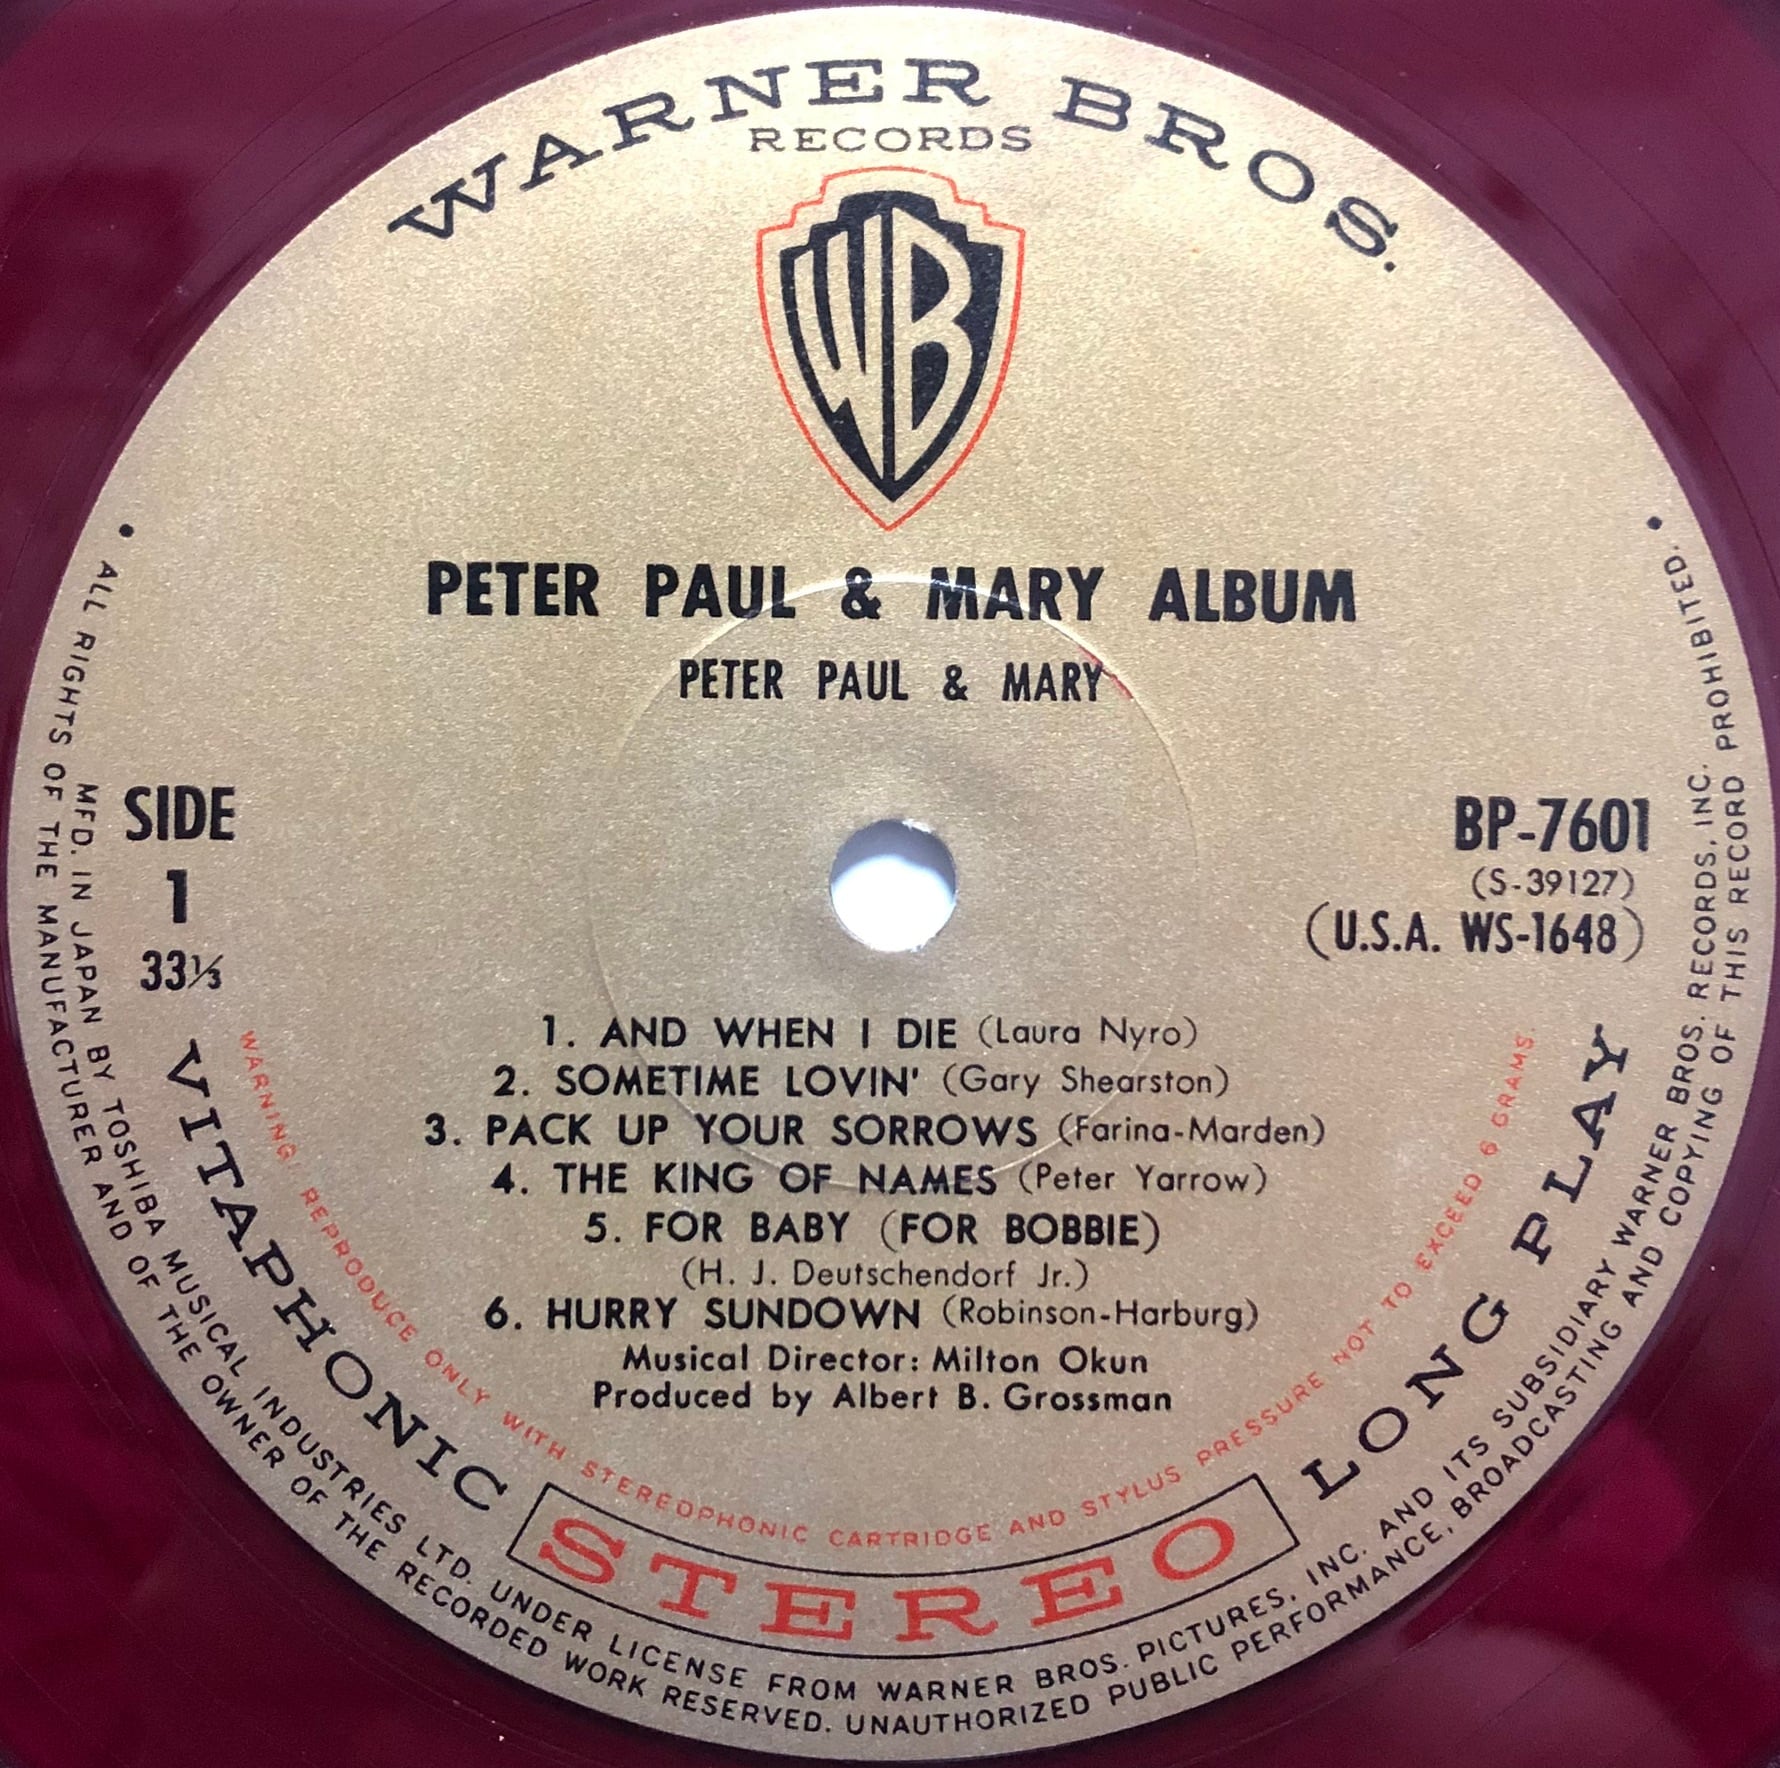 WARNER BROS.
RECORDS
WB
PETER PAUL & MARY ALBUM
PETER PAUL & MARY
SIDE
1
33⅓
BP-7601
(S-39127)
(U.S.A. WS-1648)
1. AND WHEN I DIE (Laura Nyro)
2. SOMETIME LOVIN' (Gary Shearston)
3. PACK UP YOUR SORROWS (Farina-Marden)
4. THE KING OF NAMES (Peter Yarrow)
5. FOR BABY (FOR BOBBIE)
(H. J. Deutschendorf Jr.)
6. HURRY SUNDOWN (Robinson-Harburg)
Musical Director: Milton Okun
Produced by Albert B. Grossman
WARNING: REPRODUCE ONLY WITH STEREOPHONIC CARTRIDGE AND STYLUS PRESSURE NOT TO EXCEED 6 GRAMS.
VITAPHONIC STEREO LONG PLAY
MFD. IN JAPAN BY TOSHIBA MUSICAL INDUSTRIES LTD. UNDER LICENSE FROM WARNER BROS. PICTURES, INC. AND ITS SUBSIDIARY WARNER BROS. RECORDS, INC.
• ALL RIGHTS OF THE MANUFACTURER AND OF THE OWNER OF THE RECORDED WORK RESERVED. UNAUTHORIZED PUBLIC PERFORMANCE, BROADCASTING AND COPYING OF THIS RECORD PROHIBITED. •